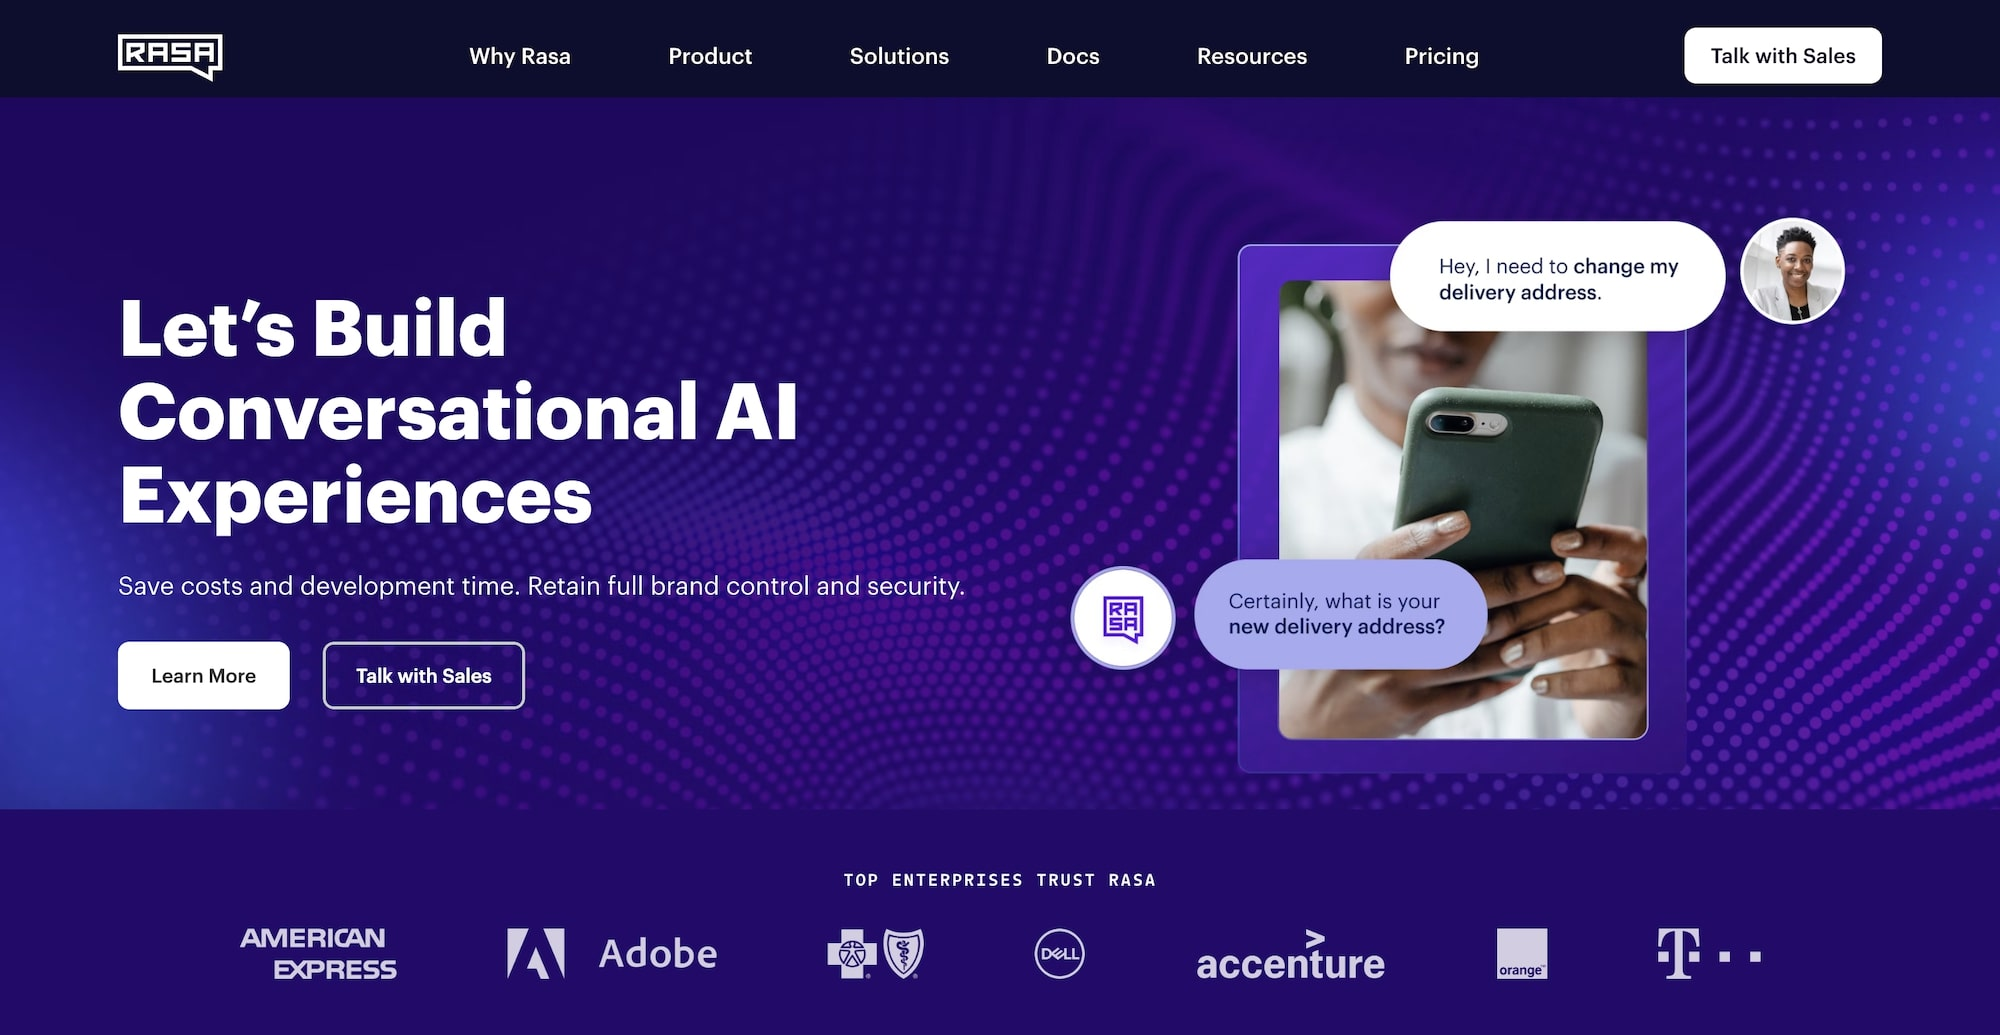 RASA
Why Rasa
Product
Solutions
Docs
Resources
Pricing
Talk with Sales
Let’s Build
Conversational AI
Experiences
Save costs and development time. Retain full brand control and security.
Learn More
Talk with Sales
Hey, I need to change my
delivery address.
RA
SA
Certainly, what is your
new delivery address?
TOP ENTERPRISES TRUST RASA
AMERICAN
EXPRESS
Adobe
DELL
accenture
orange™
T